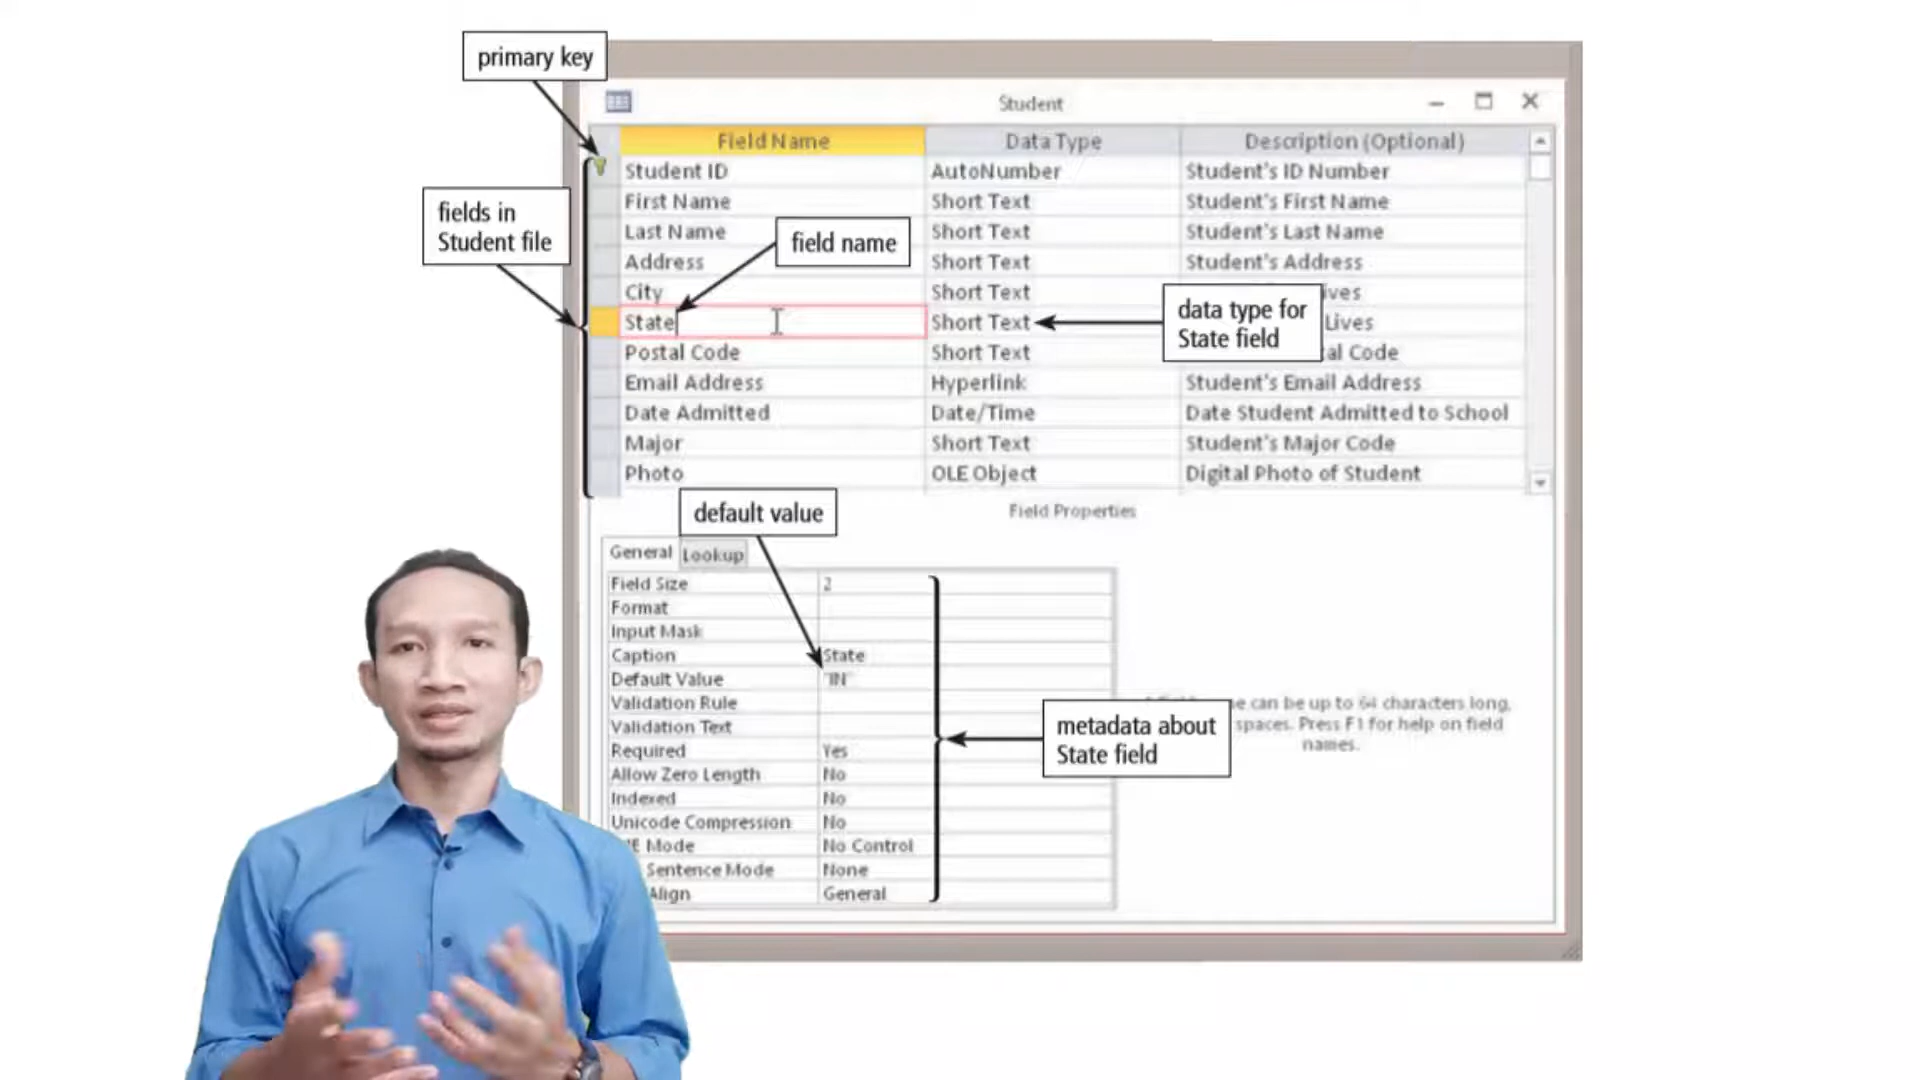 primary key
Student
Field Name Data Type Description (Optional)
Student ID AutoNumber Student's ID Number
First Name Short Text Student's First Name
fields in
Student file
Last Name Short Text Student's Last Name
field name
Address Short Text Student's Address
City Short Text ives
State Short Text Lives
data type for
State field
Postal Code Short Text al Code
Email Address Hyperlink Student's Email Address
Date Admitted Date/Time Date Student Admitted to School
Major Short Text Student's Major Code
Photo OLE Object Digital Photo of Student
default value
Field Properties
General Lookup
Field Size 2
Format
Input Mask
Caption State
Default Value "IN"
Validation Rule
Validation Text
Required Yes
Allow Zero Length No
Indexed No
Unicode Compression No
E Mode No Control
Sentence Mode None
Align General
metadata about
State field
e can be up to 64 characters long,
spaces. Press F1 for help on field
names.